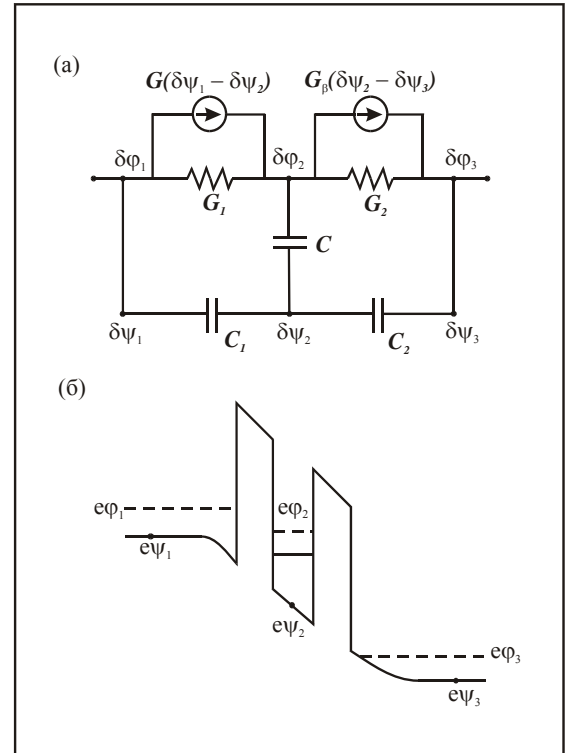 (а)
G(δψ₁ – δψ₂)
Gᵦ(δψ₂ – δψ₃)
δφ₁
δφ₂
δφ₃
G₁
G₂
C
δψ₁
C₁
δψ₂
C₂
δψ₃
(б)
eφ₁
eφ₂
eψ₁
eψ₂
eφ₃
eψ₃